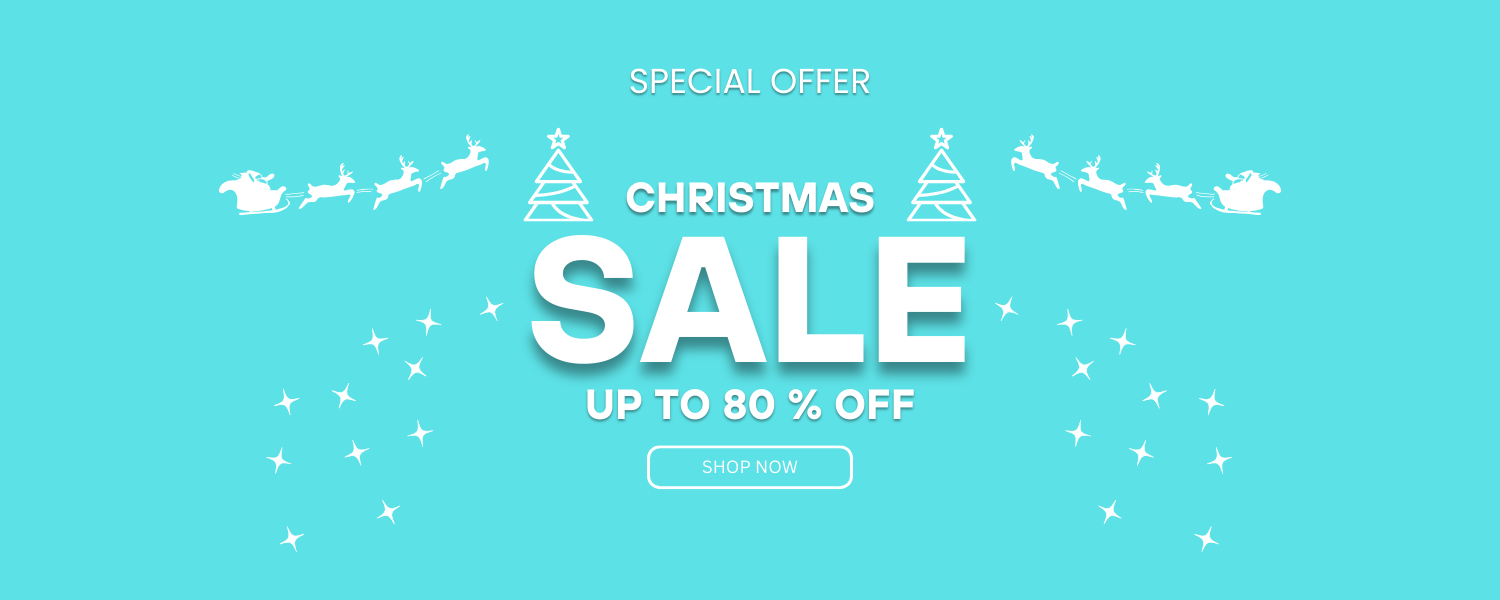 SPECIAL OFFER
CHRISTMAS
SALE
UP TO 80 % OFF
SHOP NOW